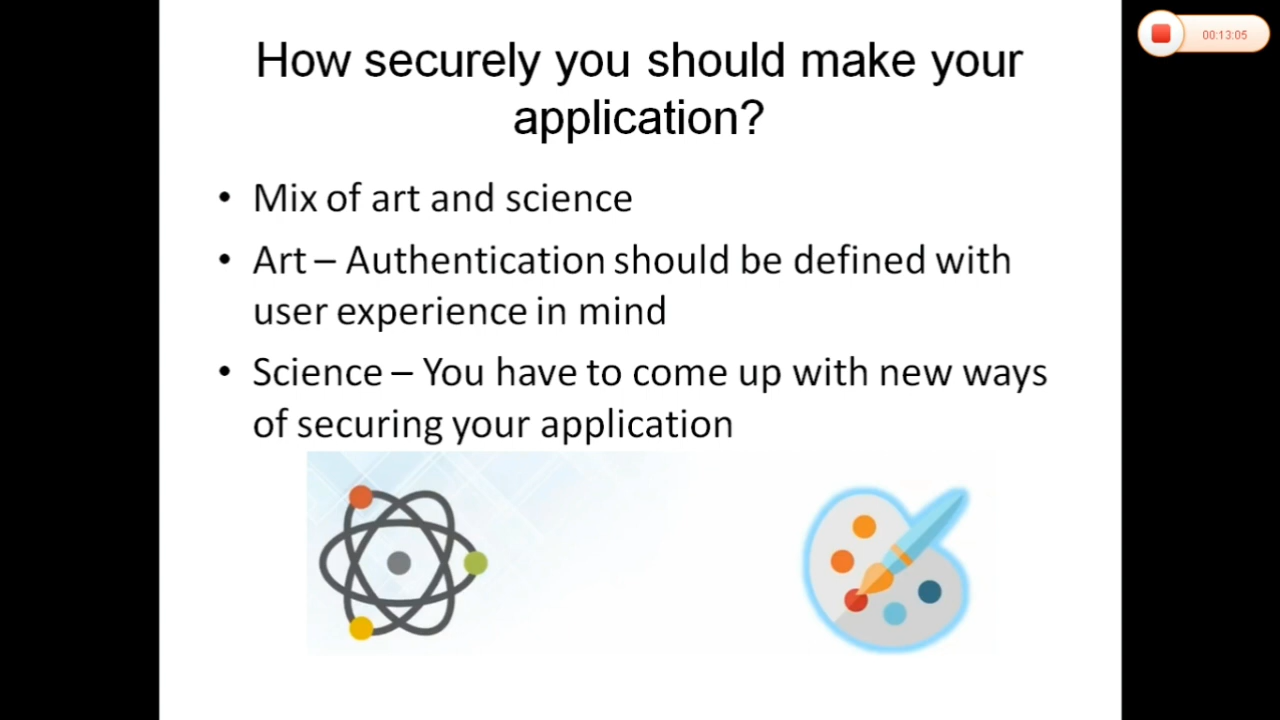 How securely you should make your
application?
• Mix of art and science
• Art – Authentication should be defined with
user experience in mind
• Science – You have to come up with new ways
of securing your application
00:13:05